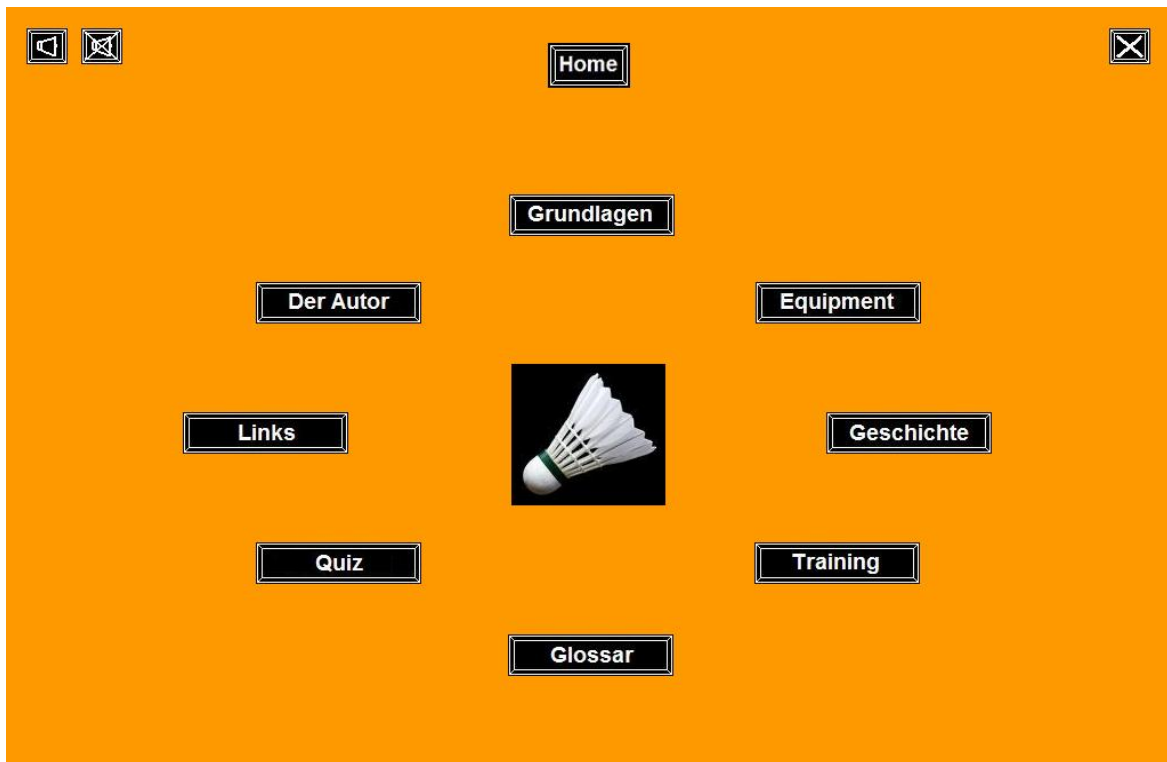 Home
Grundlagen
Der Autor
Equipment
Links
Geschichte
Quiz
Training
Glossar